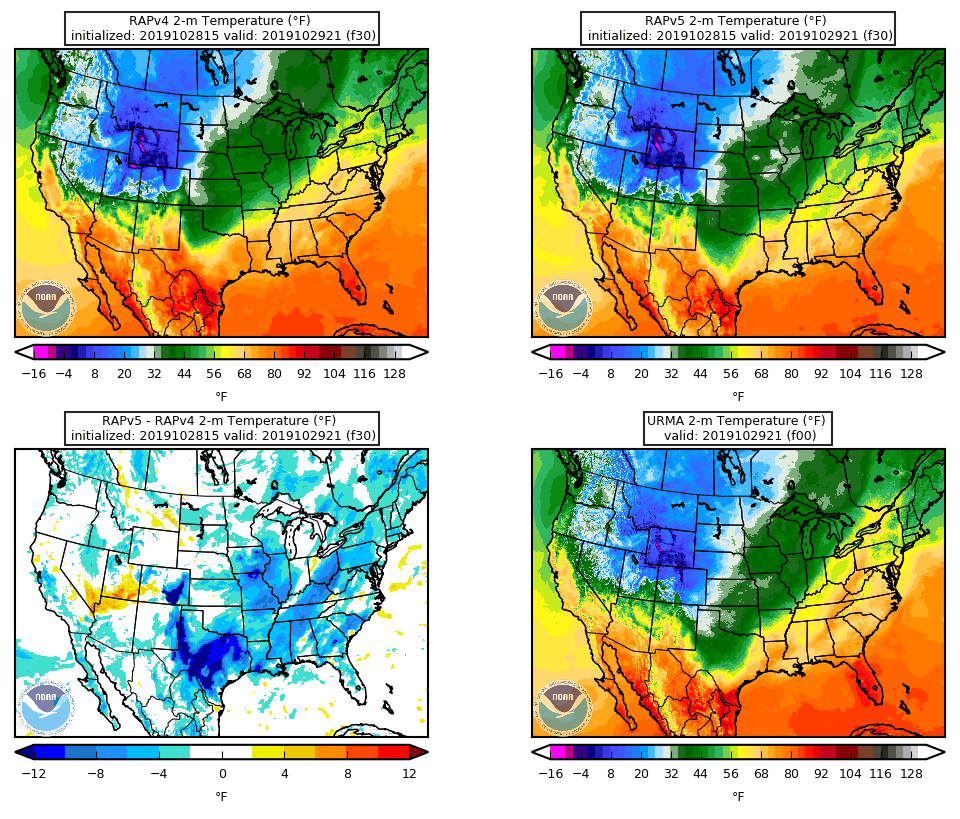 RAPv4 2-m Temperature (°F)
initialized: 2019102815 valid: 2019102921 (f30)
NOAA
−16 −4 8 20 32 44 56 68 80 92 104 116 128
°F
RAPv5 2-m Temperature (°F)
initialized: 2019102815 valid: 2019102921 (f30)
NOAA
−16 −4 8 20 32 44 56 68 80 92 104 116 128
°F
RAPv5 - RAPv4 2-m Temperature (°F)
initialized: 2019102815 valid: 2019102921 (f30)
NOAA
−12 −8 −4 0 4 8 12
°F
URMA 2-m Temperature (°F)
valid: 2019102921 (f00)
NOAA
−16 −4 8 20 32 44 56 68 80 92 104 116 128
°F